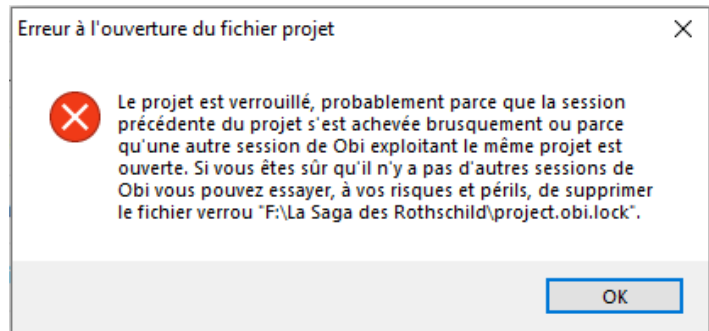 Erreur à l'ouverture du fichier projet
Le projet est verrouillé, probablement parce que la session
précédente du projet s'est achevée brusquement ou parce
qu'une autre session de Obi exploitant le même projet est
ouverte. Si vous êtes sûr qu'il n'y a pas d'autres sessions de
Obi vous pouvez essayer, à vos risques et périls, de supprimer
le fichier verrou "F:\La Saga des Rothschild\project.obi.lock".
OK